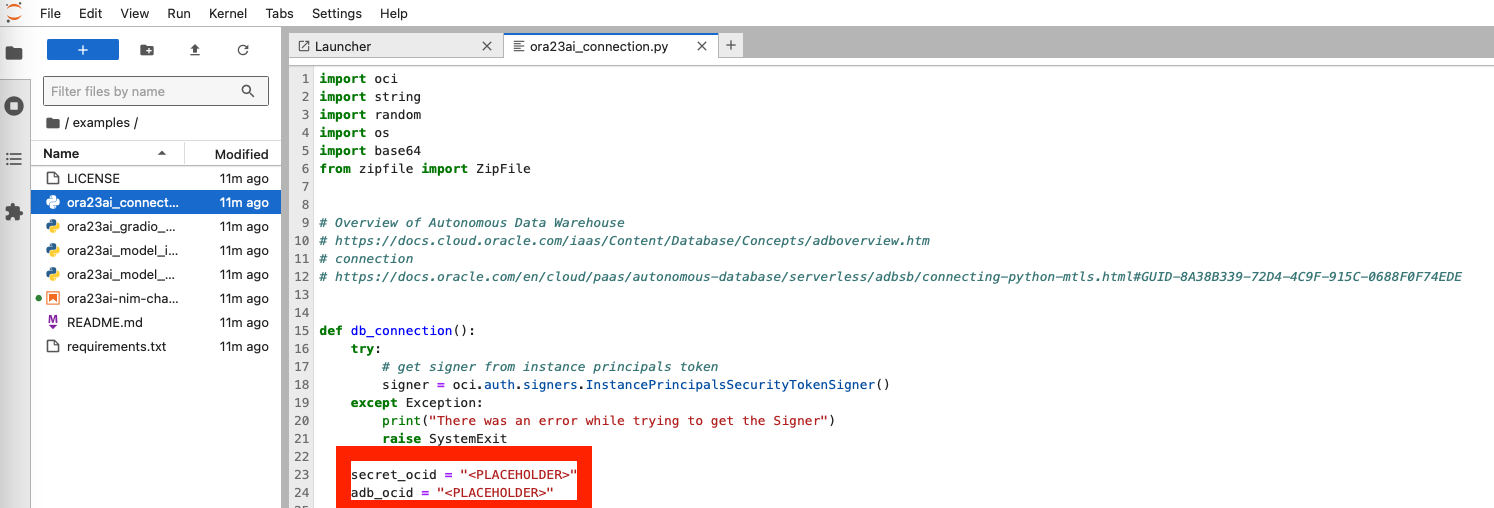 File Edit View Run Kernel Tabs Settings Help
+
Filter files by name
/ examples /
Name Modified
LICENSE 11m ago
ora23ai_connect... 11m ago
ora23ai_gradio_... 11m ago
ora23ai_model_i... 11m ago
ora23ai_model_... 11m ago
ora23ai-nim-cha... 11m ago
README.md 11m ago
requirements.txt 11m ago
Launcher
ora23ai_connection.py
+
1 import oci
2 import string
3 import random
4 import os
5 import base64
6 from zipfile import ZipFile
7
8
9 # Overview of Autonomous Data Warehouse
10 # https://docs.cloud.oracle.com/iaas/Content/Database/Concepts/adboverview.htm
11 # connection
12 # https://docs.oracle.com/en/cloud/paas/autonomous-database/serverless/adbsb/connecting-python-mtls.html#GUID-8A38B339-72D4-4C9F-915C-0688F0F74EDE
13
14
15 def db_connection():
16     try:
17         # get signer from instance principals token
18         signer = oci.auth.signers.InstancePrincipalsSecurityTokenSigner()
19     except Exception:
20         print("There was an error while trying to get the Signer")
21         raise SystemExit
22
23     secret_ocid = "<PLACEHOLDER>"
24     adb_ocid = "<PLACEHOLDER>"